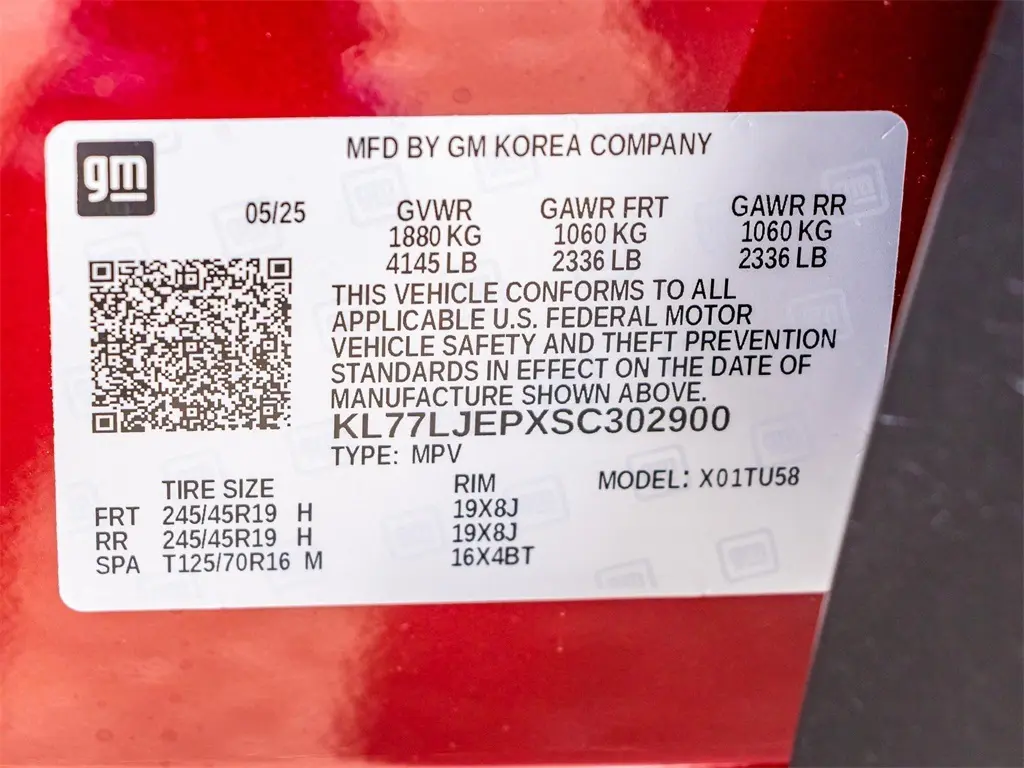 gm
MFD BY GM KOREA COMPANY
05/25 GVWR GAWR FRT GAWR RR
1880 KG 1060 KG 1060 KG
4145 LB 2336 LB 2336 LB
THIS VEHICLE CONFORMS TO ALL
APPLICABLE U.S. FEDERAL MOTOR
VEHICLE SAFETY AND THEFT PREVENTION
STANDARDS IN EFFECT ON THE DATE OF
MANUFACTURE SHOWN ABOVE.
KL77LJEPXSC302900
TYPE: MPV
TIRE SIZE RIM MODEL: X01TU58
FRT 245/45R19 H 19X8J
RR 245/45R19 H 19X8J
SPA T125/70R16 M 16X4BT